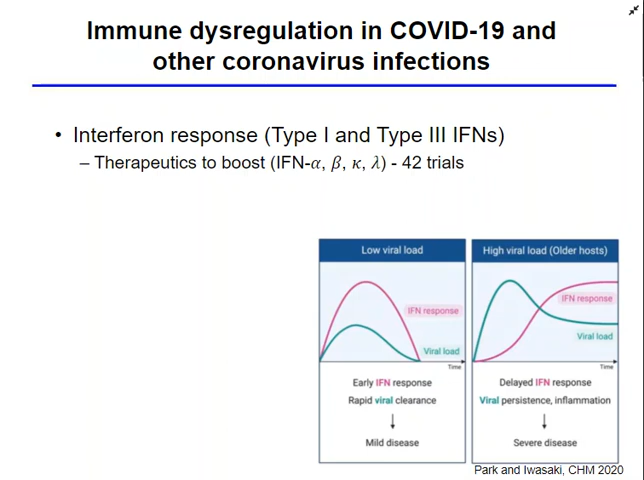 Immune dysregulation in COVID-19 and
other coronavirus infections
• Interferon response (Type I and Type III IFNs)
– Therapeutics to boost (IFN-α, β, κ, λ) - 42 trials
Low viral load
IFN response
Viral load
Time
Early IFN response
Rapid viral clearance
Mild disease
High viral load (Older hosts)
IFN response
Viral load
Time
Delayed IFN response
Viral persistence, inflammation
Severe disease
Park and Iwasaki, CHM 2020